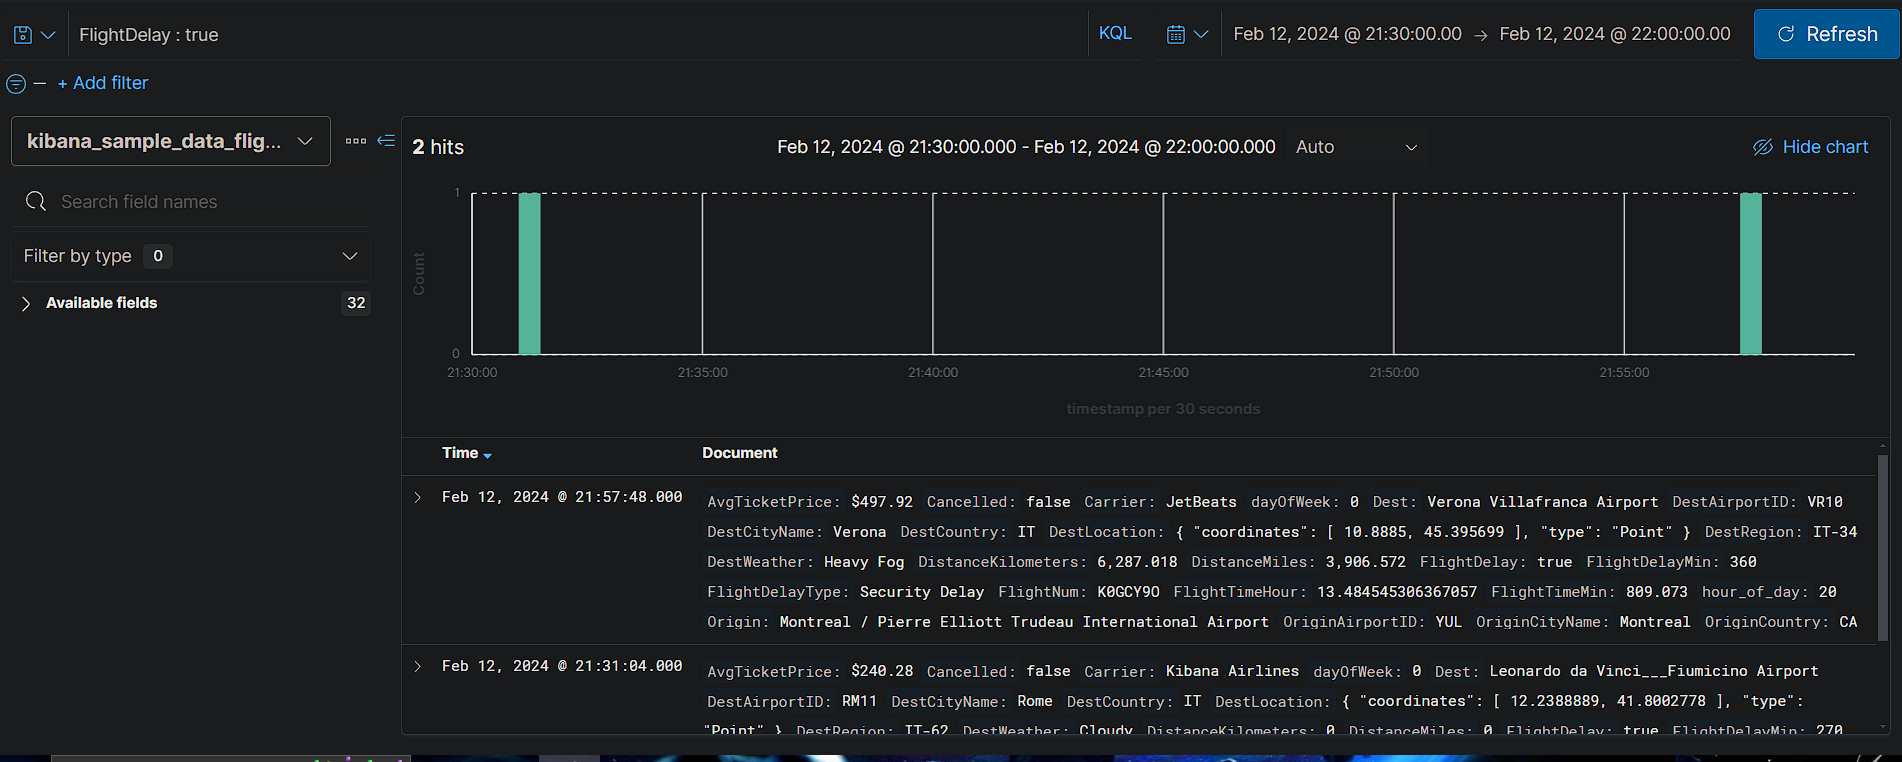 FlightDelay : true
KQL
Feb 12, 2024 @ 21:30:00.00 → Feb 12, 2024 @ 22:00:00.00
Refresh
+ Add filter
kibana_sample_data_flig...
2 hits
Feb 12, 2024 @ 21:30:00.000 - Feb 12, 2024 @ 22:00:00.000
Auto
Hide chart
Search field names
Filter by type 0
Available fields 32
Count
1
0
21:30:00 21:35:00 21:40:00 21:45:00 21:50:00 21:55:00
timestamp per 30 seconds
Time Document
Feb 12, 2024 @ 21:57:48.000
AvgTicketPrice: $497.92 Cancelled: false Carrier: JetBeats dayOfWeek: 0 Dest: Verona Villafranca Airport DestAirportID: VR10
DestCityName: Verona DestCountry: IT DestLocation: { "coordinates": [ 10.8885, 45.395699 ], "type": "Point" } DestRegion: IT-34
DestWeather: Heavy Fog DistanceKilometers: 6,287.018 DistanceMiles: 3,906.572 FlightDelay: true FlightDelayMin: 360
FlightDelayType: Security Delay FlightNum: K0GCY9O FlightTimeHour: 13.484545306367057 FlightTimeMin: 809.073 hour_of_day: 20
Origin: Montreal / Pierre Elliott Trudeau International Airport OriginAirportID: YUL OriginCityName: Montreal OriginCountry: CA
Feb 12, 2024 @ 21:31:04.000
AvgTicketPrice: $240.28 Cancelled: false Carrier: Kibana Airlines dayOfWeek: 0 Dest: Leonardo da Vinci___Fiumicino Airport
DestAirportID: RM11 DestCityName: Rome DestCountry: IT DestLocation: { "coordinates": [ 12.2388889, 41.8002778 ], "type":
"Point" } DestRegion: IT-62 DestWeather: Cloudy DistanceKilometers: 0 DistanceMiles: 0 FlightDelay: true FlightDelayMin: 270